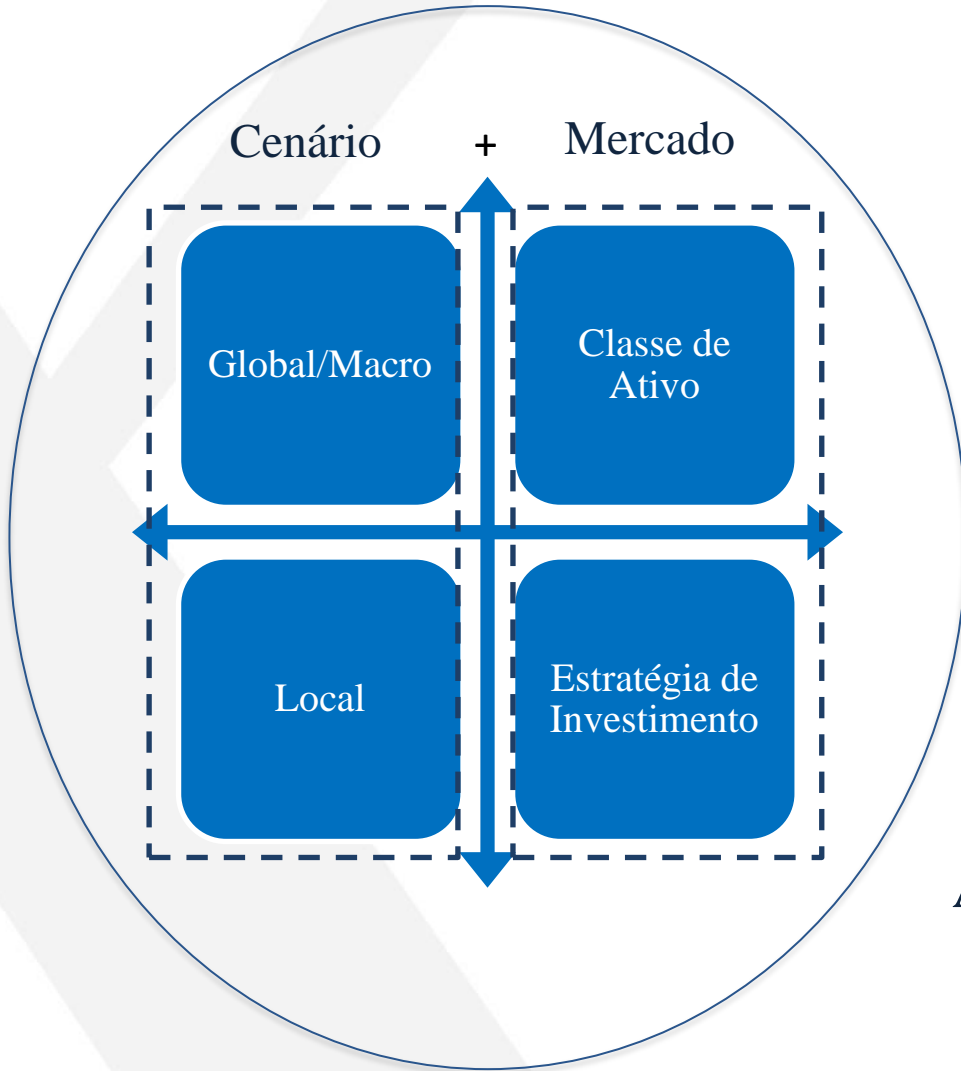 Cenário + Mercado
Global/Macro
Classe de
Ativo
Local
Estratégia de
Investimento